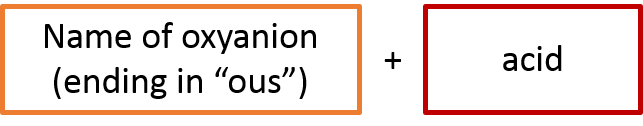 Name of oxyanion
(ending in “ous”)
+
acid